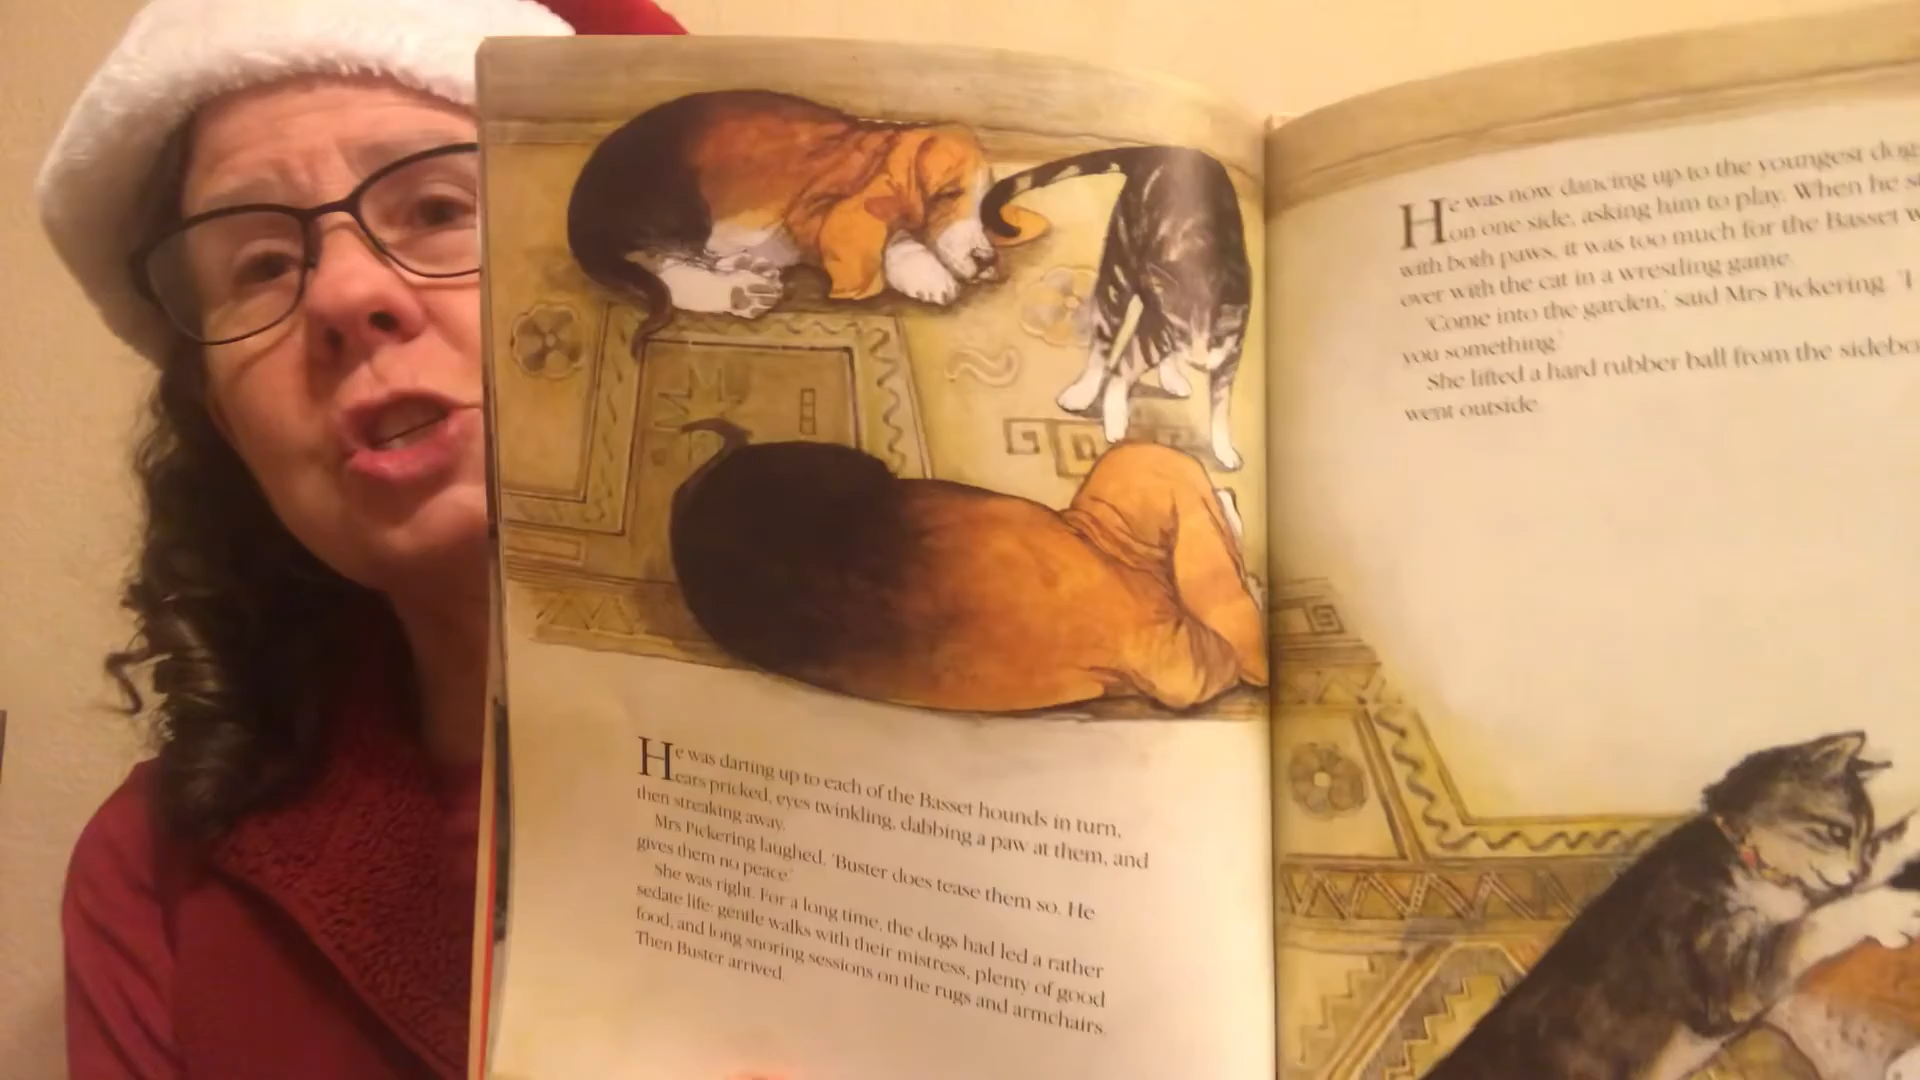 He was darting up to each of the Basset hounds in turn,
ears pricked, eyes twinkling, dabbing a paw at them, and
then streaking away.
Mrs Pickering laughed. 'Buster does tease them so. He
gives them no peace.'
She was right. For a long time, the dogs had led a rather
sedate life: gentle walks with their mistress, plenty of good
food, and long snoring sessions on the rugs and armchairs.
Then Buster arrived.
He was now dancing up to the youngest dog
on one side, asking him to play. When he
with both paws, it was too much for the Basset
over with the cat in a wrestling game.
'Come into the garden,' said Mrs Pickering. 'I
you something.'
She lifted a hard rubber ball from the
went outside.